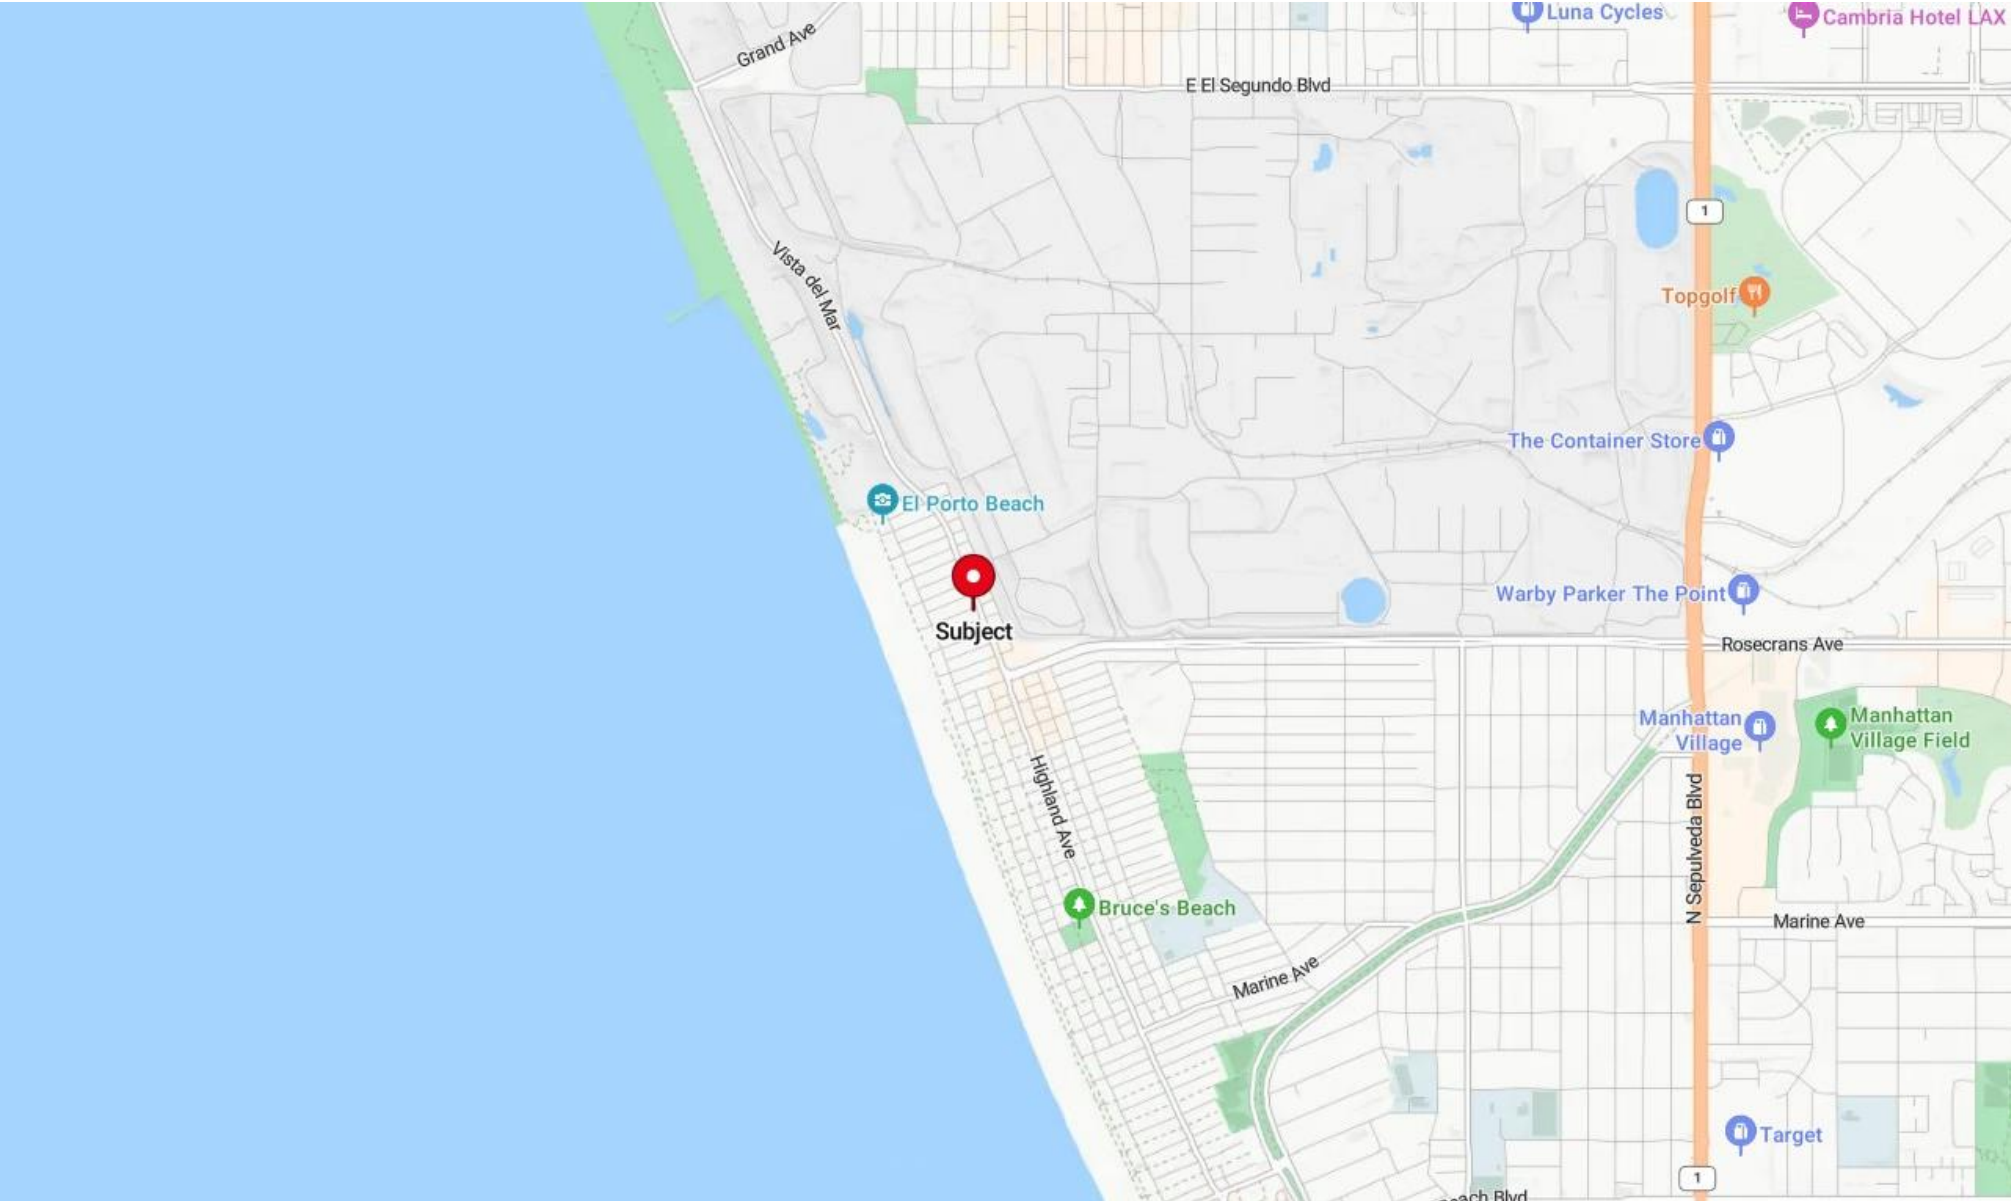 Luna Cycles
Cambria Hotel LAX
Grand Ave
E El Segundo Blvd
1
Vista del Mar
Topgolf
The Container Store
El Porto Beach
Warby Parker The Point
Subject
Rosecrans Ave
Manhattan
Village
Manhattan
Village Field
Highland Ave
N Sepulveda Blvd
Bruce's Beach
Marine Ave
Marine Ave
Target
1
each Blvd